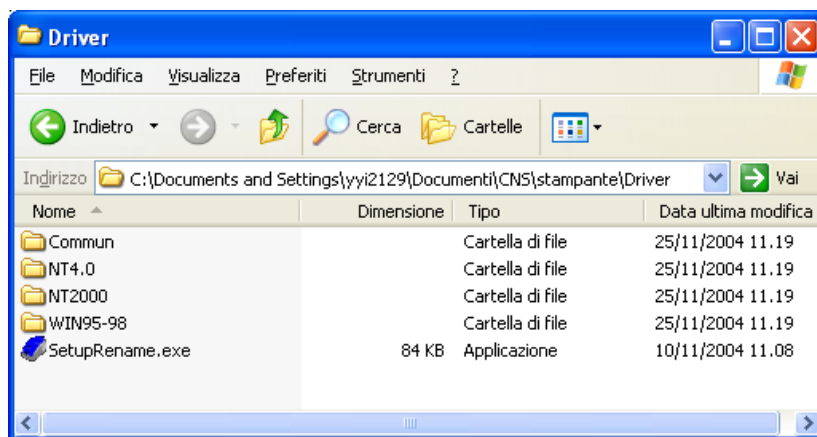 Driver
File Modifica Visualizza Preferiti Strumenti ?
Indietro Cerca Cartelle
Indirizzo C:\Documents and Settings\yyi2129\Documenti\CNS\stampante\Driver Vai
Nome Dimensione Tipo Data ultima modifica
Commun Cartella di file 25/11/2004 11.19
NT4.0 Cartella di file 25/11/2004 11.19
NT2000 Cartella di file 25/11/2004 11.19
WIN95-98 Cartella di file 25/11/2004 11.19
SetupRename.exe 84 KB Applicazione 10/11/2004 11.08